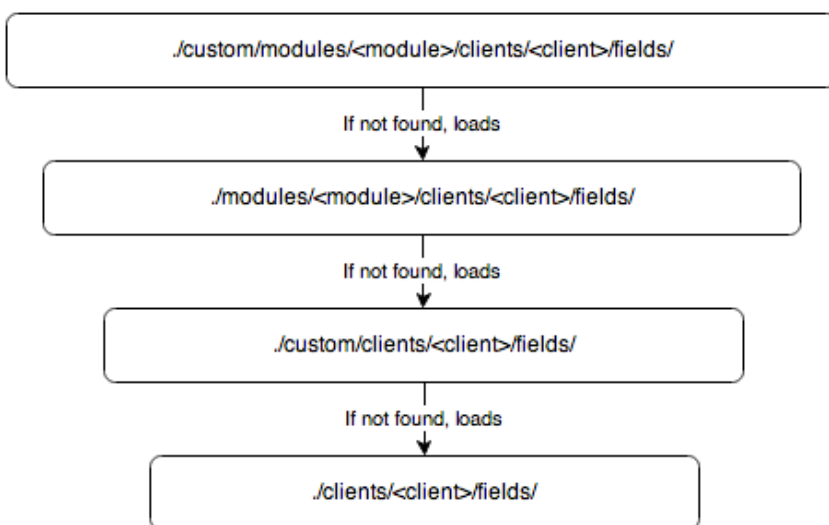 ./custom/modules/<module>/clients/<client>/fields/
If not found, loads
./modules/<module>/clients/<client>/fields/
If not found, loads
./custom/clients/<client>/fields/
If not found, loads
./clients/<client>/fields/